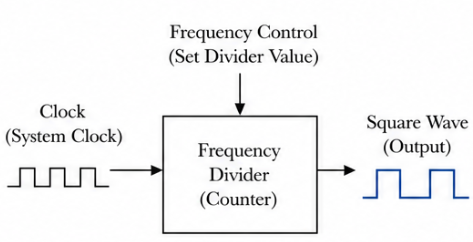 Frequency Control
(Set Divider Value)
Clock
(System Clock)
Frequency
Divider
(Counter)
Square Wave
(Output)